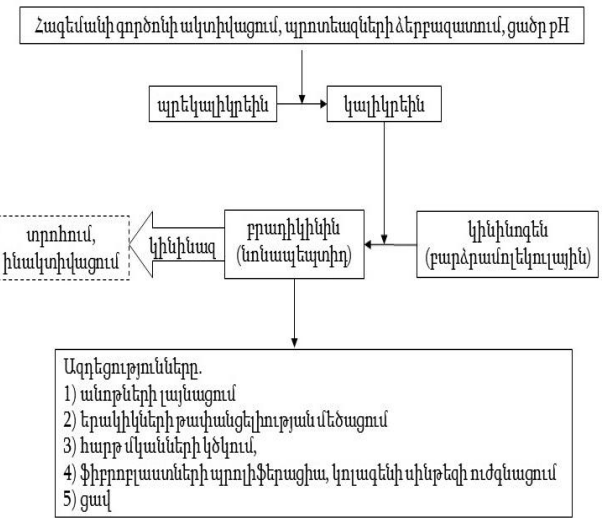 Հագեմանի գործոնի ակտիվացում, պրոտեազների ձերբազատում, ցածր pH
պրեկալիկրեին
կալիկրեին
տրոհում,
ինակտիվացում
կինինազ
բրադիկինին
(նոնապեպտիդ)
կինինոգեն
(բարձրամոլեկուլային)
Ազդեցությունները.
1) անոթների լայնացում
2) երակիկների թափանցելիության մեծացում
3) հարթ մկանների կծկում,
4) ֆիբրոբլաստների պրոլիֆերացիա, կոլագենի սինթեզի ուժգնացում
5) ցավ